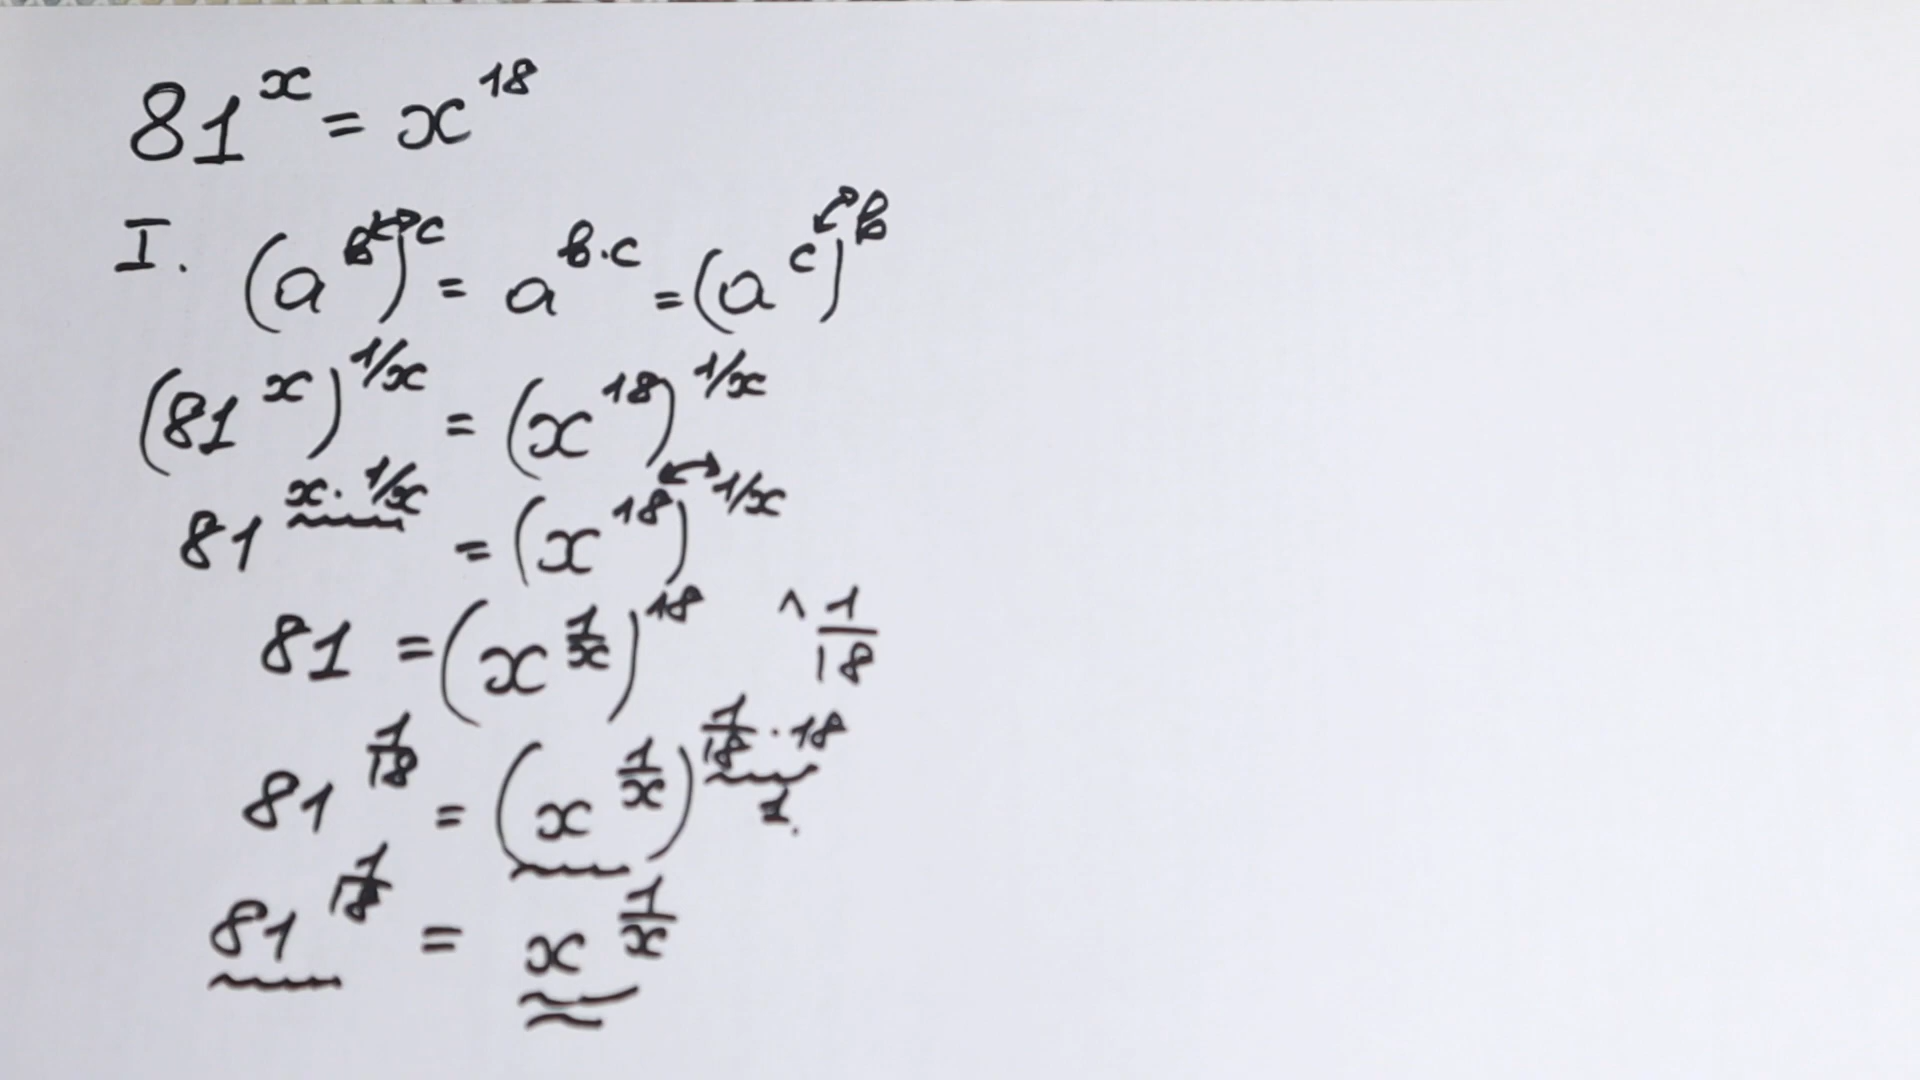 81^x = x^18
I. (a^b)^c = a^{b·c} = (a^c)^b
(81^x)^{1/x} = (x^18)^{1/x}
81^{x·1/x} = (x^18)^{1/x}
81 = (x^{1/x})^18 ^ 1/18
81^{1/18} = (x^{1/x})^{1/18 · 18}
1.
81^{1/18} = x^{1/x}